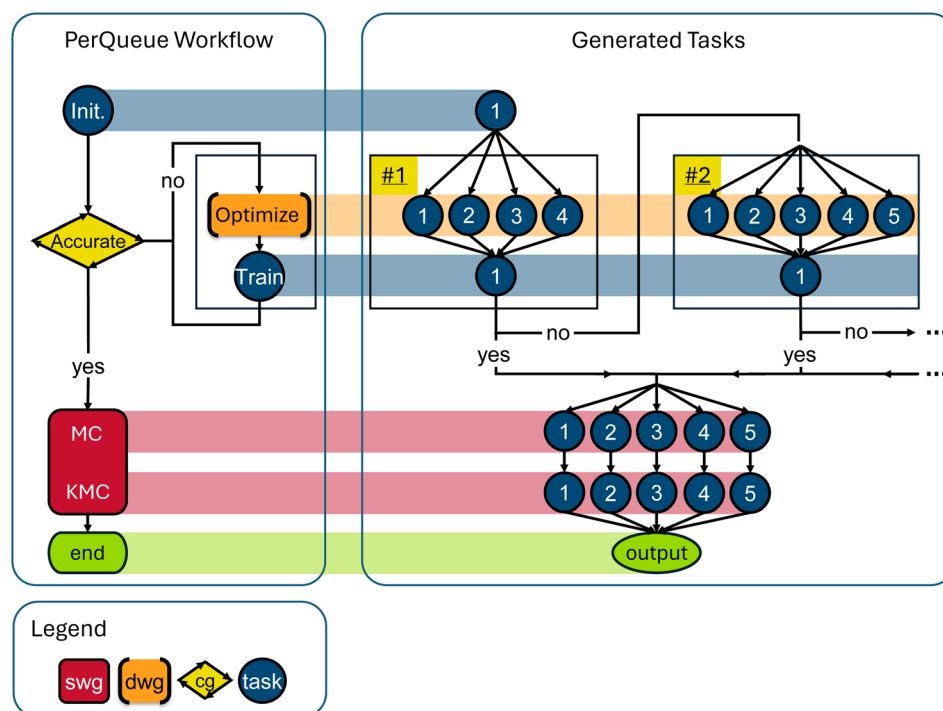 PerQueue Workflow
Generated Tasks
Init.
1
no
#1
#2
Optimize
1 2 3 4
1 2 3 4 5
Accurate
Train
1
1
no
no
...
yes
yes
yes
...
MC
1 2 3 4 5
KMC
1 2 3 4 5
end
output
Legend
swg
dwg
cg
task